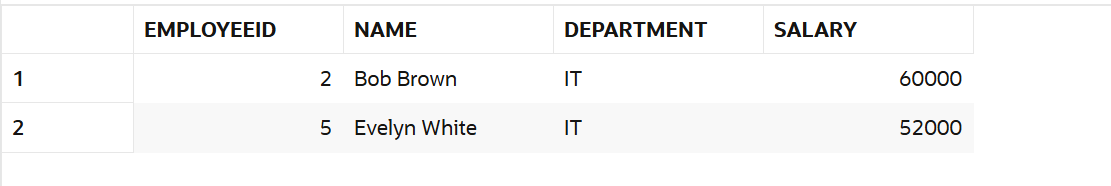 EMPLOYEEID NAME DEPARTMENT SALARY
1 2 Bob Brown IT 60000
2 5 Evelyn White IT 52000